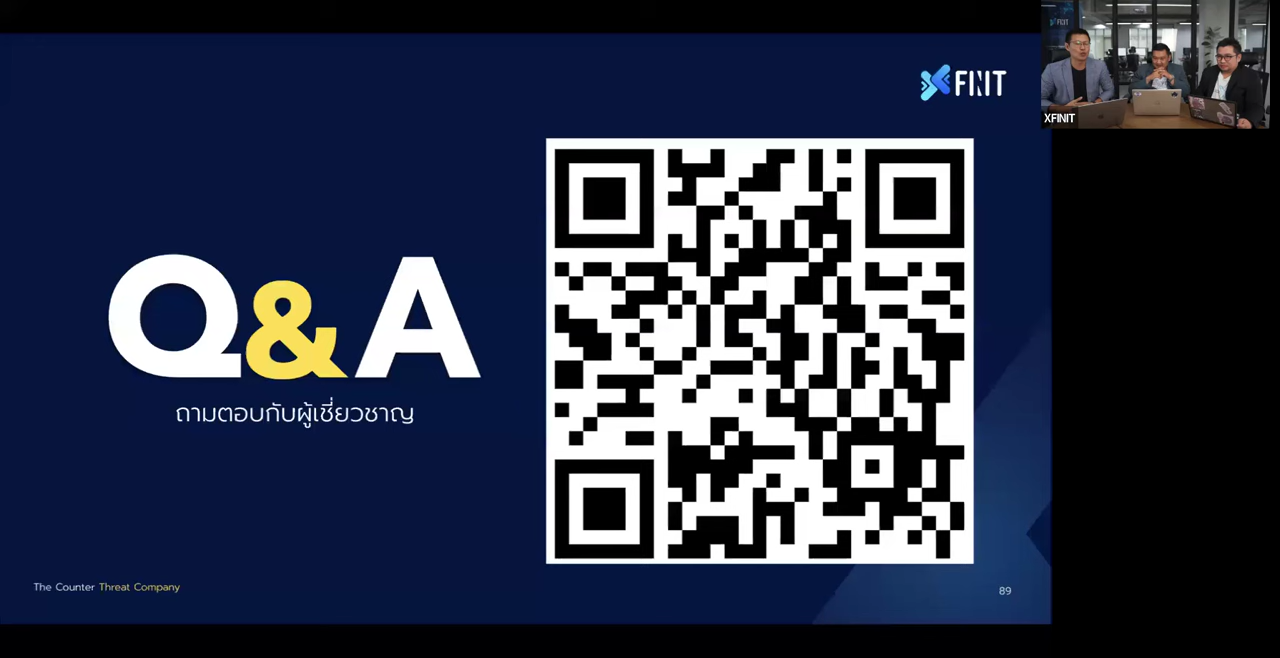 XFINIT
Q&A
ถามตอบกับผู้เชี่ยวชาญ
The Counter Threat Company
89
XFINIT